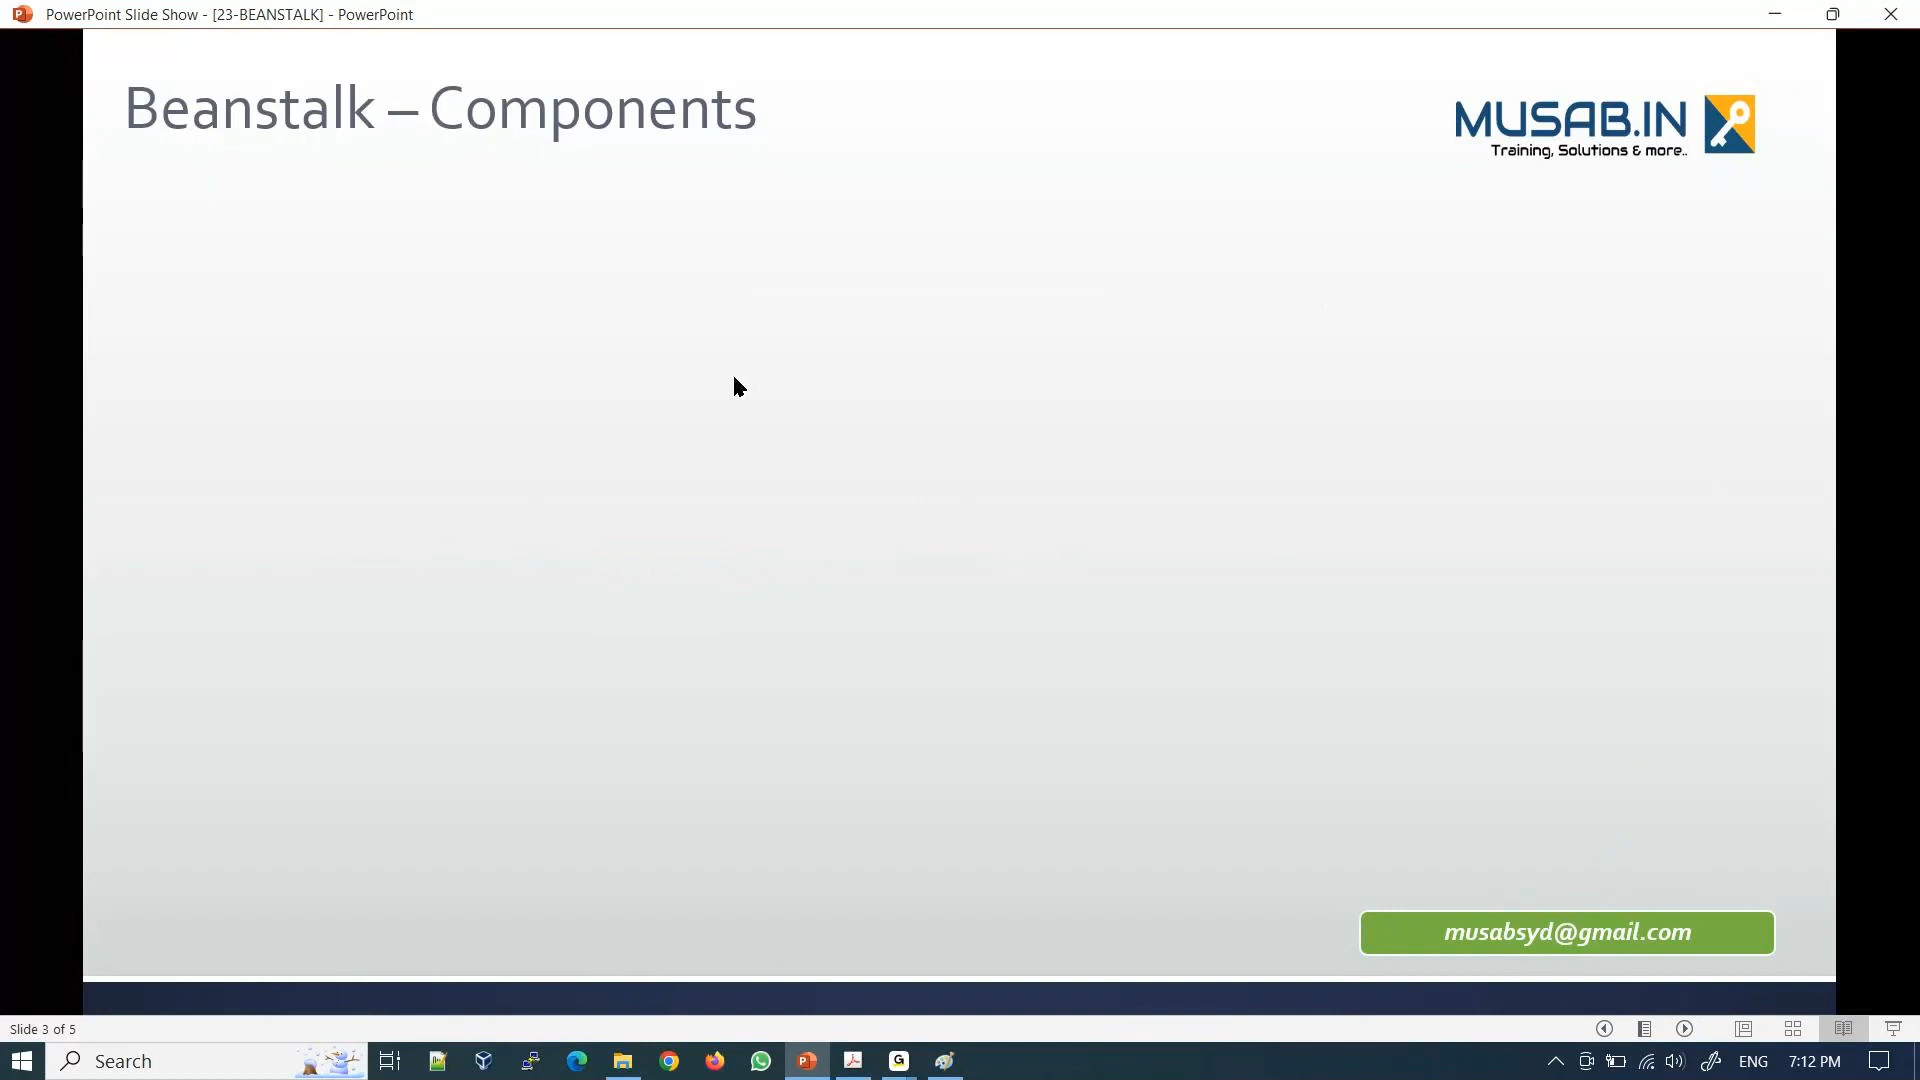 PowerPoint Slide Show - [23-BEANSTALK] - PowerPoint
Beanstalk – Components
MUSAB.IN
Training, Solutions & more..
musabsyd@gmail.com
Slide 3 of 5
Search
ENG
7:12 PM